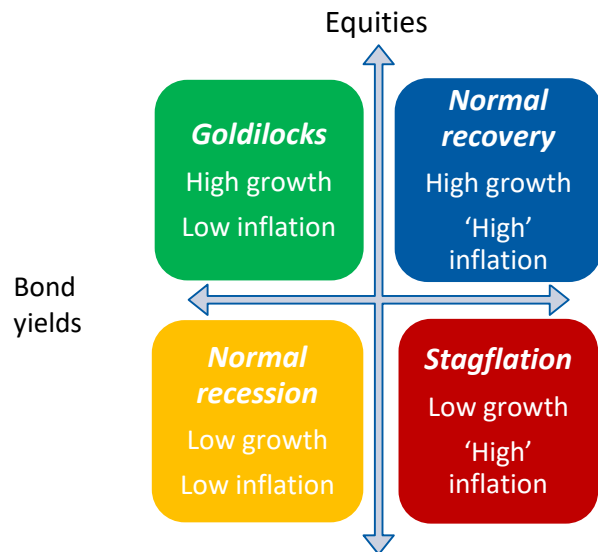 Equities
Goldilocks
High growth
Low inflation
Normal
recovery
High growth
‘High’
inflation
Bond
yields
Normal
recession
Low growth
Low inflation
Stagflation
Low growth
‘High’
inflation